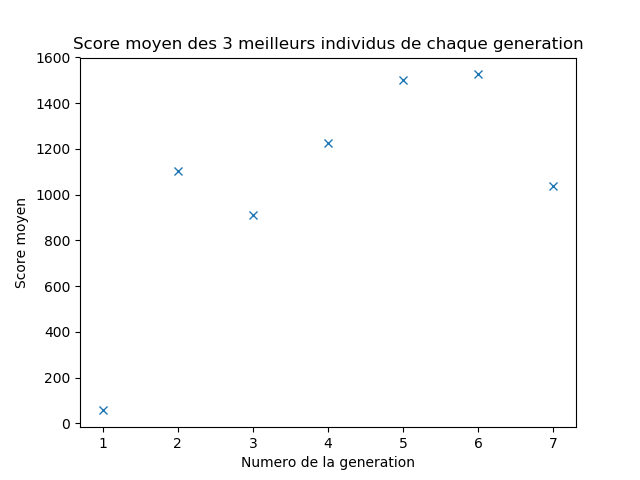 Score moyen des 3 meilleurs individus de chaque generation
1600
1400
1200
1000
800
600
400
200
0
Score moyen
1 2 3 4 5 6 7
Numero de la generation